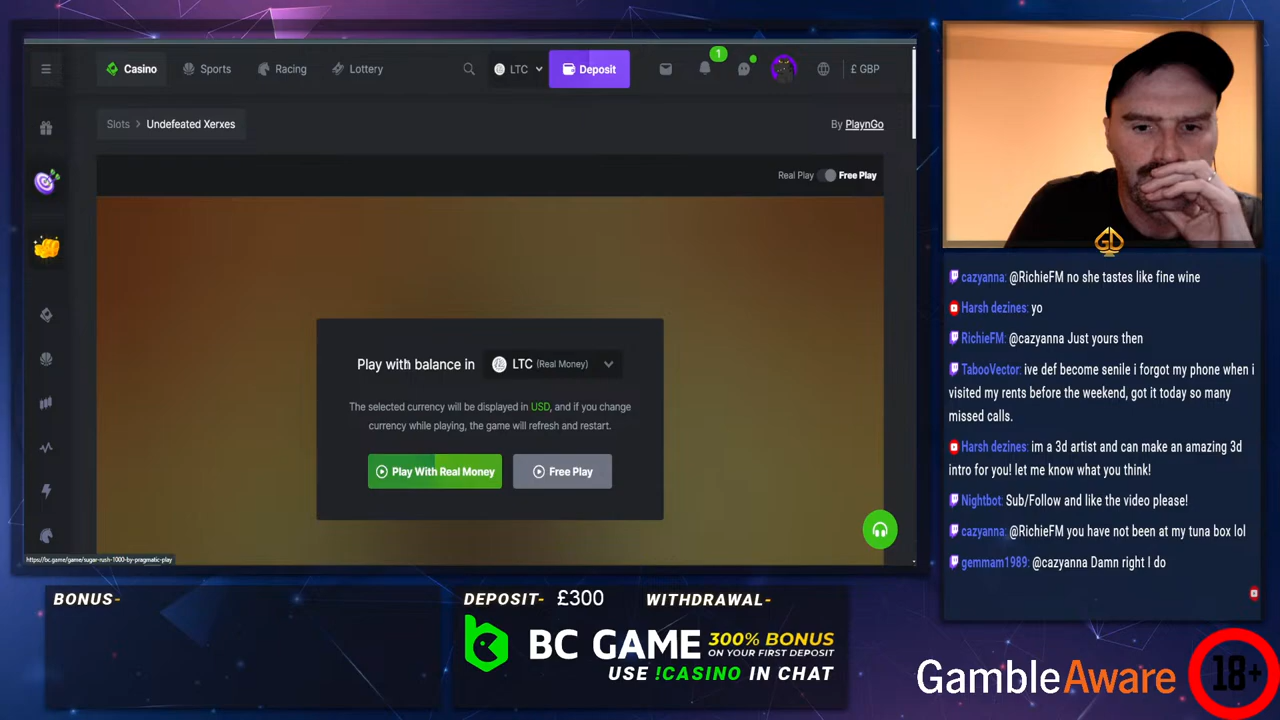 Casino
Sports
Racing
Lottery
LTC
Deposit
1
£ GBP
Slots > Undefeated Xerxes
By PlaynGo
Real Play
Free Play
Play with balance in
LTC (Real Money)
The selected currency will be displayed in USD, and if you change
currency while playing, the game will refresh and restart.
Play With Real Money
Free Play
https://bc.game/game/sugar-rush-1000-by-pragmatic-play
GD
cazyanna: @RichieFM no she tastes like fine wine
Harsh dezines: yo
RichieFM: @cazyanna Just yours then
TabooVector: ive def become senile i forgot my phone when i
visited my rents before the weekend, got it today so many
missed calls.
Harsh dezines: im a 3d artist and can make an amazing 3d
intro for you! let me know what you think!
Nightbot: Sub/Follow and like the video please!
cazyanna: @RichieFM you have not been at my tuna box lol
gemmam1989: @cazyanna Damn right I do
BONUS-
DEPOSIT- £300
WITHDRAWAL-
BC GAME
300% BONUS
ON YOUR FIRST DEPOSIT
USE !CASINO IN CHAT
GambleAware
18+